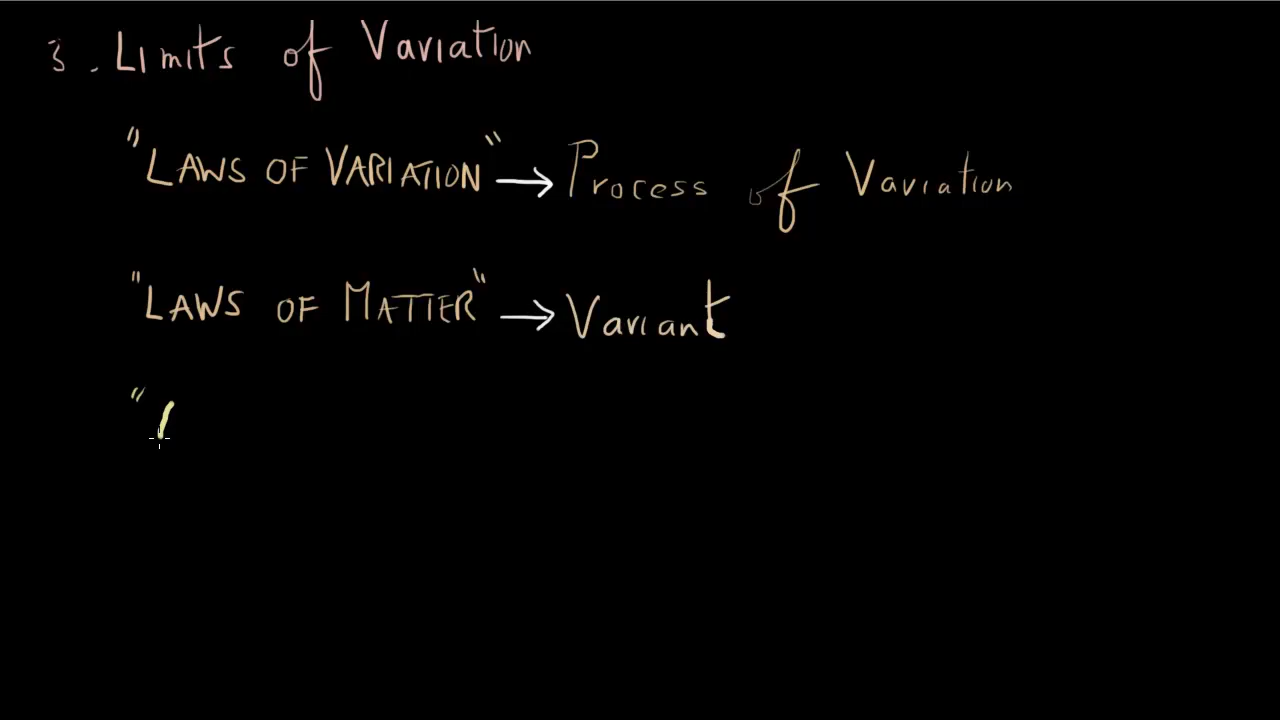 3. Limits of Variation
"LAWS OF VARIATION" → Process of Variation
"LAWS OF MATTER" → Variant
"